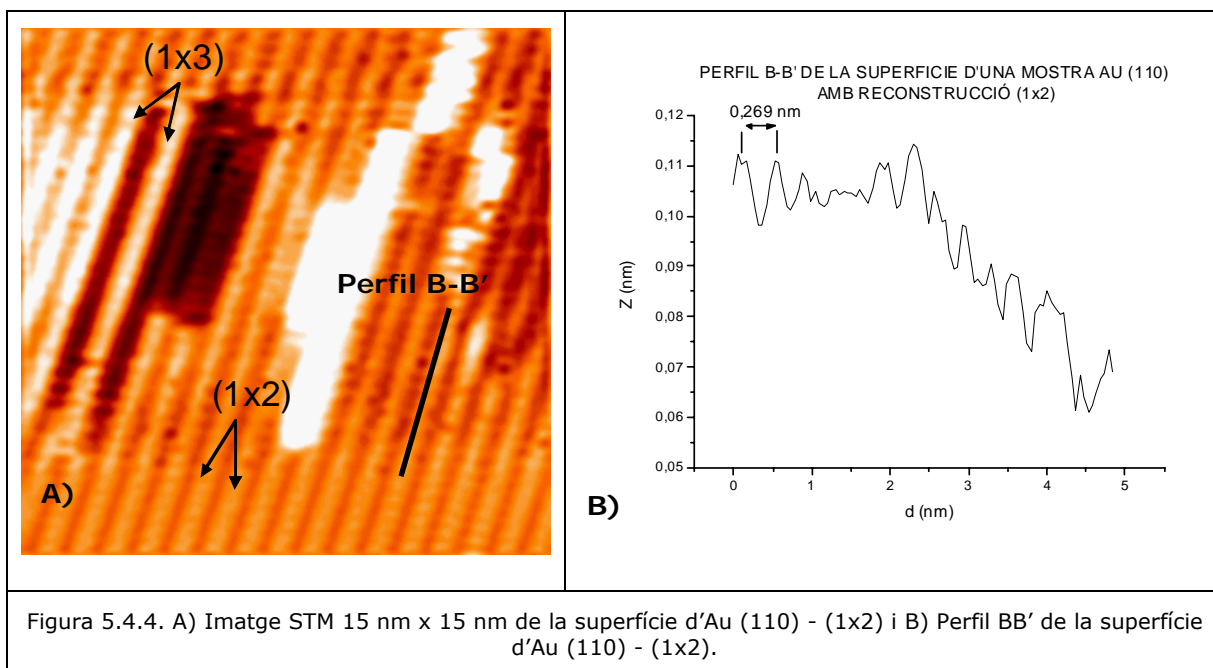 (1x3)
Perfil B-B'
(1x2)
A)
PERFIL B-B' DE LA SUPERFICIE D'UNA MOSTRA AU (110)
AMB RECONSTRUCCIÓ (1x2)
0,269 nm
0,12
0,11
0,10
0,09
0,08
0,07
0,06
0,05
Z (nm)
0 1 2 3 4 5
d (nm)
B)
Figura 5.4.4. A) Imatge STM 15 nm x 15 nm de la superfície d'Au (110) - (1x2) i B) Perfil BB' de la superfície
d'Au (110) - (1x2).